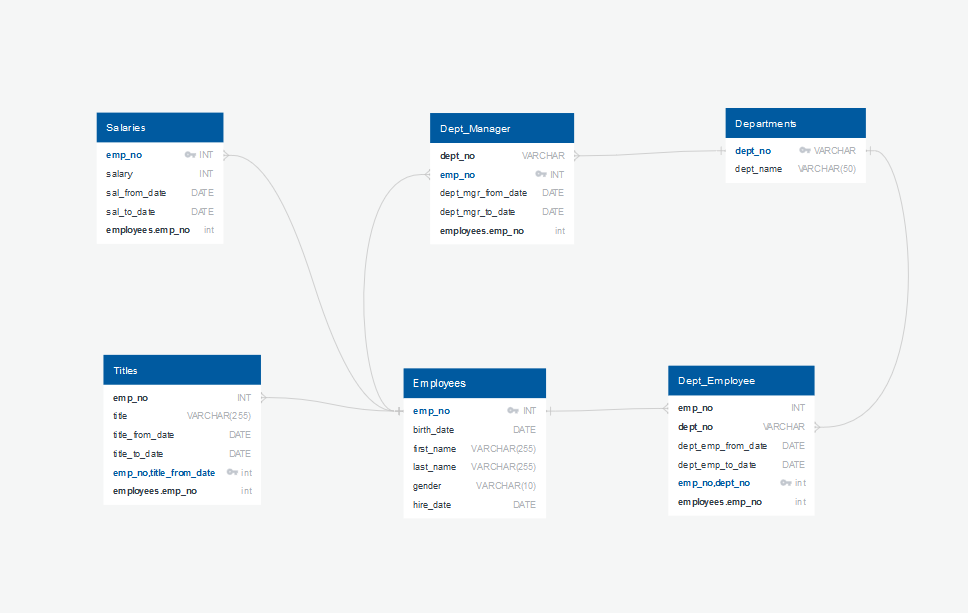 Salaries
emp_no INT
salary INT
sal_from_date DATE
sal_to_date DATE
employees.emp_no int
Dept_Manager
dept_no VARCHAR
emp_no INT
dept_mgr_from_date DATE
dept_mgr_to_date DATE
employees.emp_no int
Departments
dept_no VARCHAR
dept_name VARCHAR(50)
Titles
emp_no INT
title VARCHAR(255)
title_from_date DATE
title_to_date DATE
emp_no,title_from_date int
employees.emp_no int
Employees
emp_no INT
birth_date DATE
first_name VARCHAR(255)
last_name VARCHAR(255)
gender VARCHAR(10)
hire_date DATE
Dept_Employee
emp_no INT
dept_no VARCHAR
dept_emp_from_date DATE
dept_emp_to_date DATE
emp_no,dept_no int
employees.emp_no int